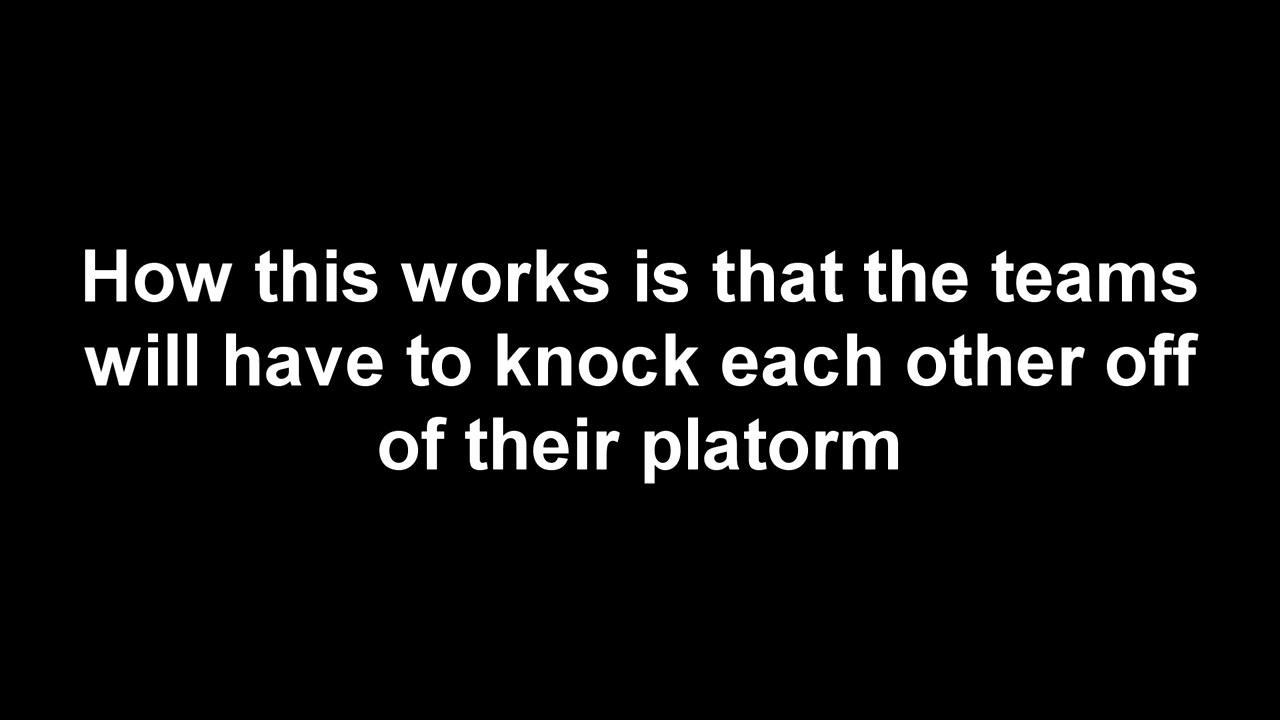 How this works is that the teams
will have to knock each other off
of their platorm